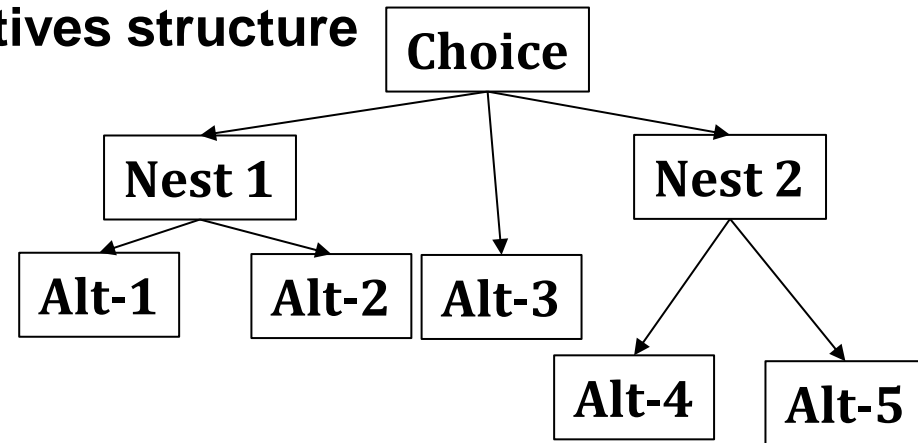 tives structure
Choice
Nest 1
Nest 2
Alt-1
Alt-2
Alt-3
Alt-4
Alt-5